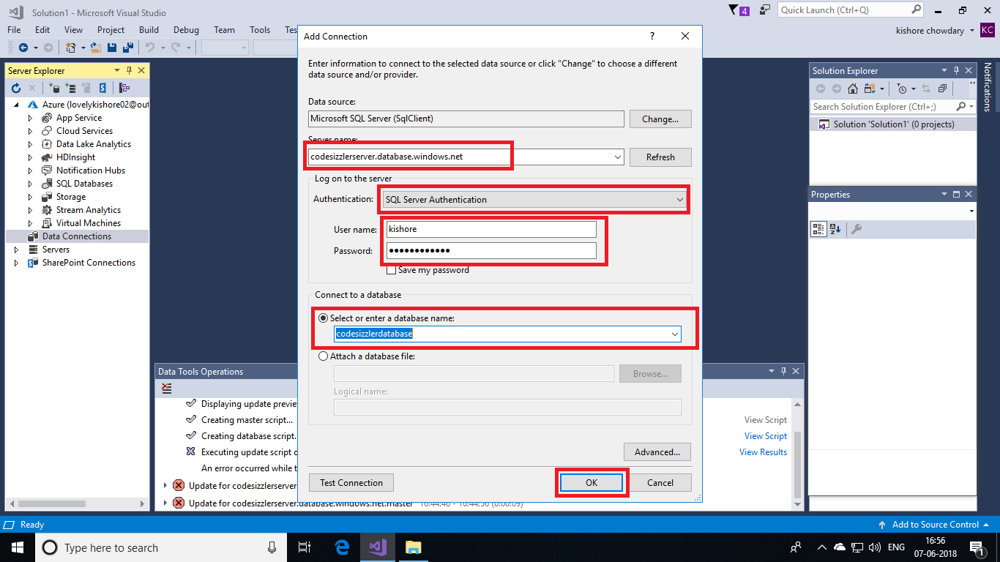 Solution1 - Microsoft Visual Studio
4
Quick Launch (Ctrl+Q)
File Edit View Project Build Debug Team Tools
kishore chowdary KC
Server Explorer
Azure (lovelykishore02@out
App Service
Cloud Services
Data Lake Analytics
HDInsight
Notification Hubs
SQL Databases
Storage
Stream Analytics
Virtual Machines
Data Connections
Servers
SharePoint Connections
Add Connection
?
Enter information to connect to the selected data source or click "Change" to choose a different
data source and/or provider.
Data source:
Microsoft SQL Server (SqlClient)
Change...
Server name:
codesizzlerserver.database.windows.net
Refresh
Log on to the server
Authentication: SQL Server Authentication
User name: kishore
Password: ●●●●●●●●●●●●
Save my password
Connect to a database
Select or enter a database name:
codesizzlerdatabase
Attach a database file:
Browse...
Logical name:
Advanced...
Test Connection
OK
Cancel
Solution Explorer
Search Solution Explorer (Ctrl+;)
Solution 'Solution1' (0 projects)
Notifications
Properties
Data Tools Operations
Displaying update previe
Creating master script... View Script
Creating database script. View Script
Executing update script o View Results
An error occurred while t
Update for codesizzlerserver
Update for codesizzlerserver.database.windows.net.master 16:44:46 - 16:44:56 (0:00:09)
Ready
Add to Source Control
Type here to search
ENG
16:56
07-06-2018
1